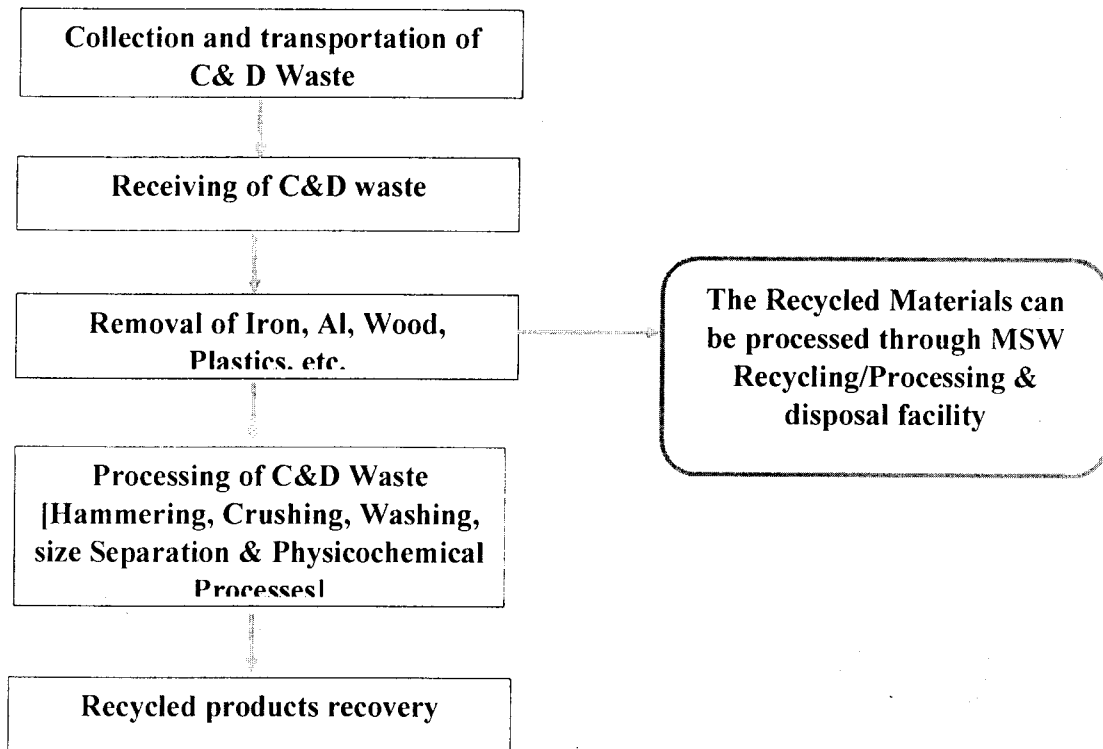 Collection and transportation of
C& D Waste
Receiving of C&D waste
Removal of Iron, Al, Wood,
Plastics, etc.
The Recycled Materials can
be processed through MSW
Recycling/Processing &
disposal facility
Processing of C&D Waste
[Hammering, Crushing, Washing,
size Separation & Physicochemical
Processes]
Recycled products recovery